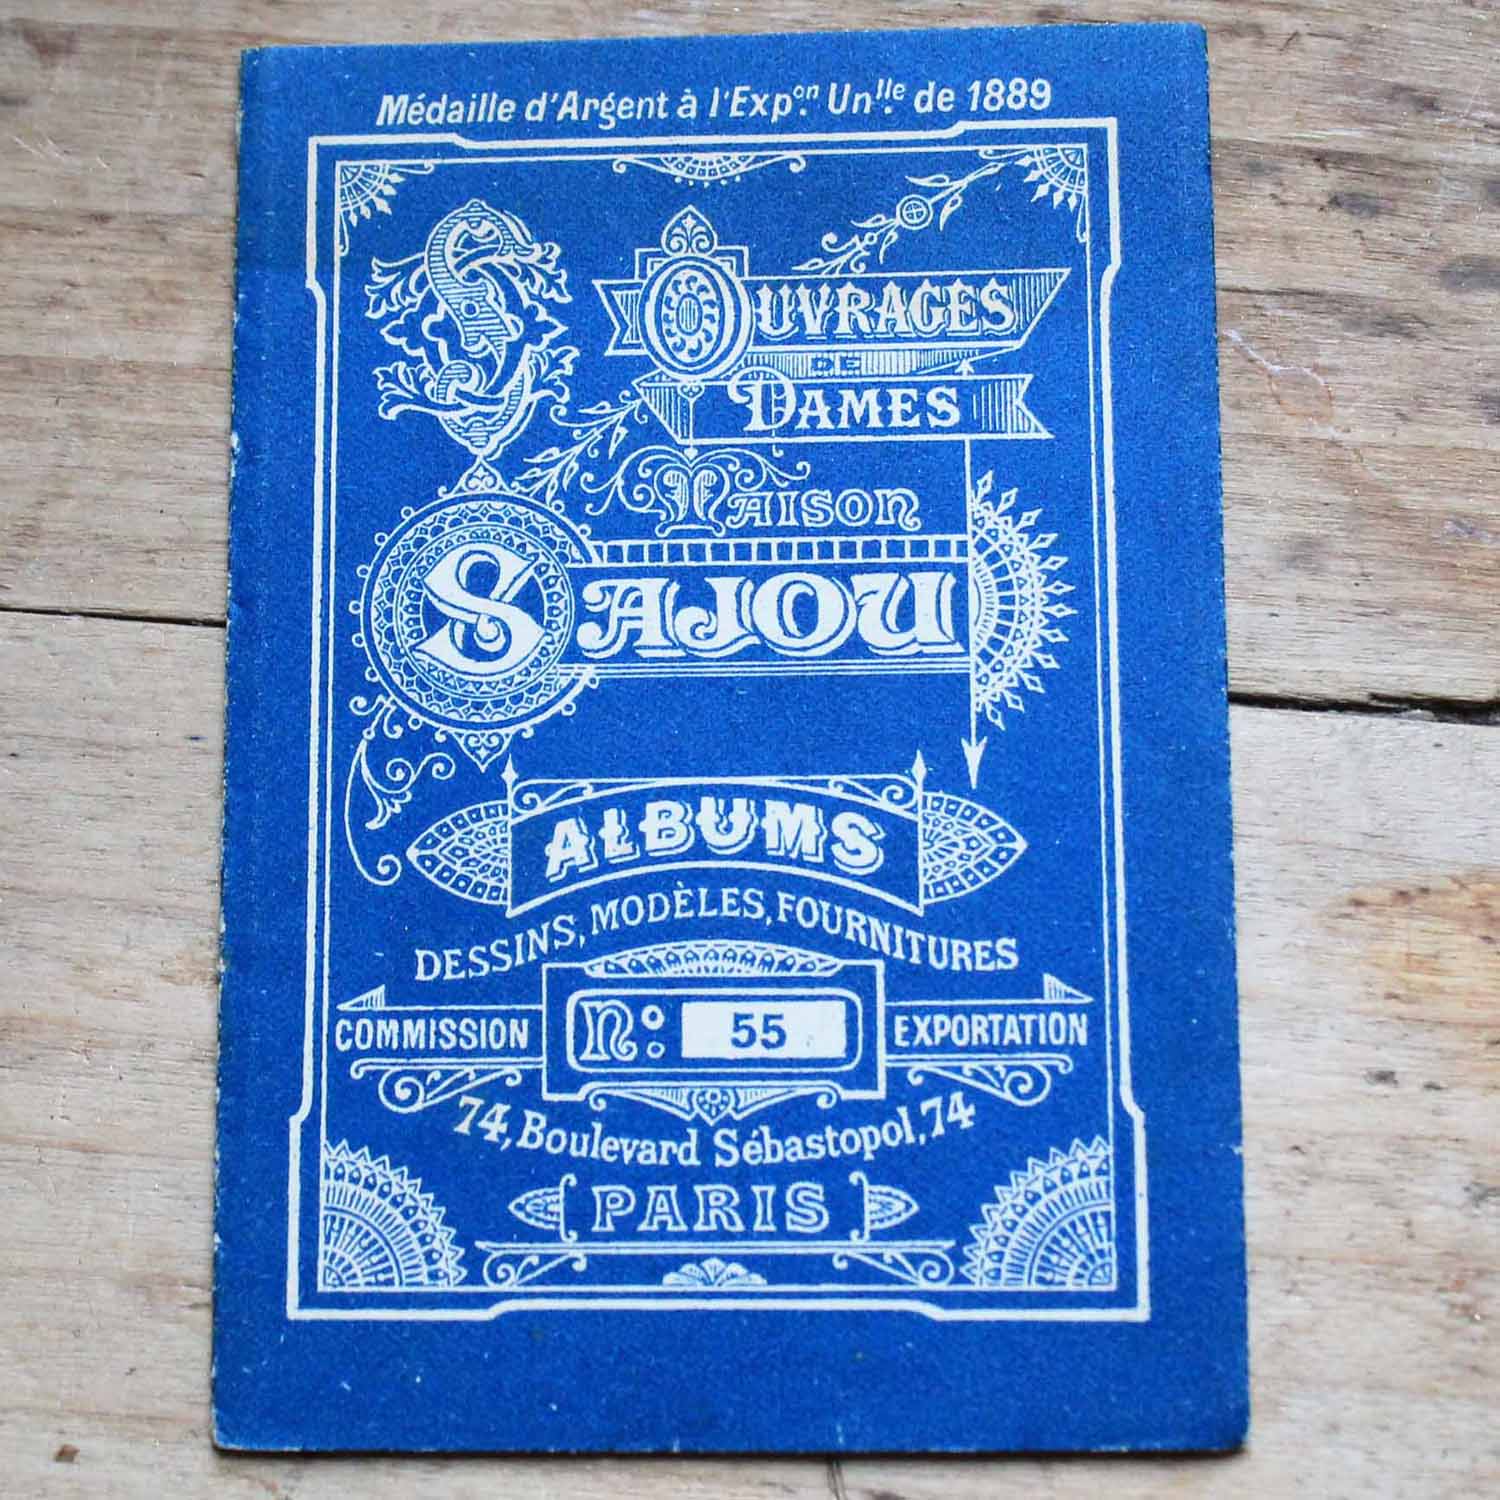 Médaille d'Argent à l'Expon. Unlle. de 1889
OUVRAGES
DE
DAMES
MAISON
SAJOU
ALBUMS
DESSINS, MODÈLES, FOURNITURES
COMMISSION
No: 55
EXPORTATION
74, Boulevard Sébastopol, 74
PARIS